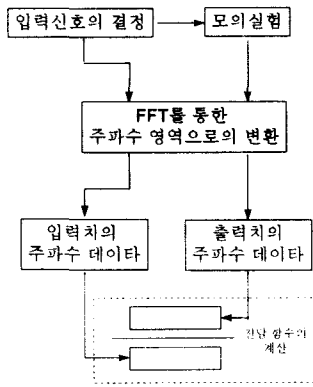 입력신호의 결정
모의실험
FFT를 통한
주파수 영역으로의 변환
입력치의
주파수 데이타
출력치의
주파수 데이타
전달 함수의
계산